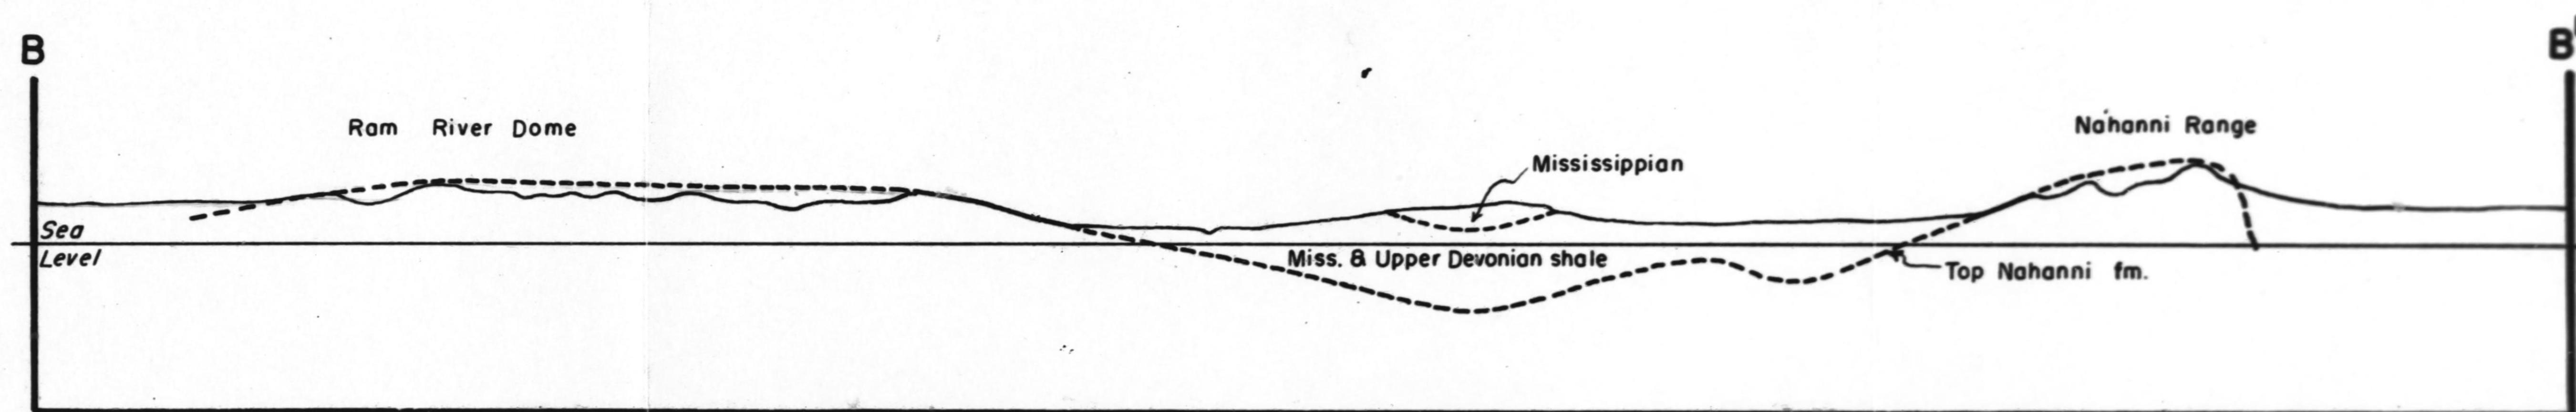 B
B'
Ram River Dome
Nahanni Range
Mississippian
Sea
Level
Miss. & Upper Devonian shale
Top Nahanni fm.